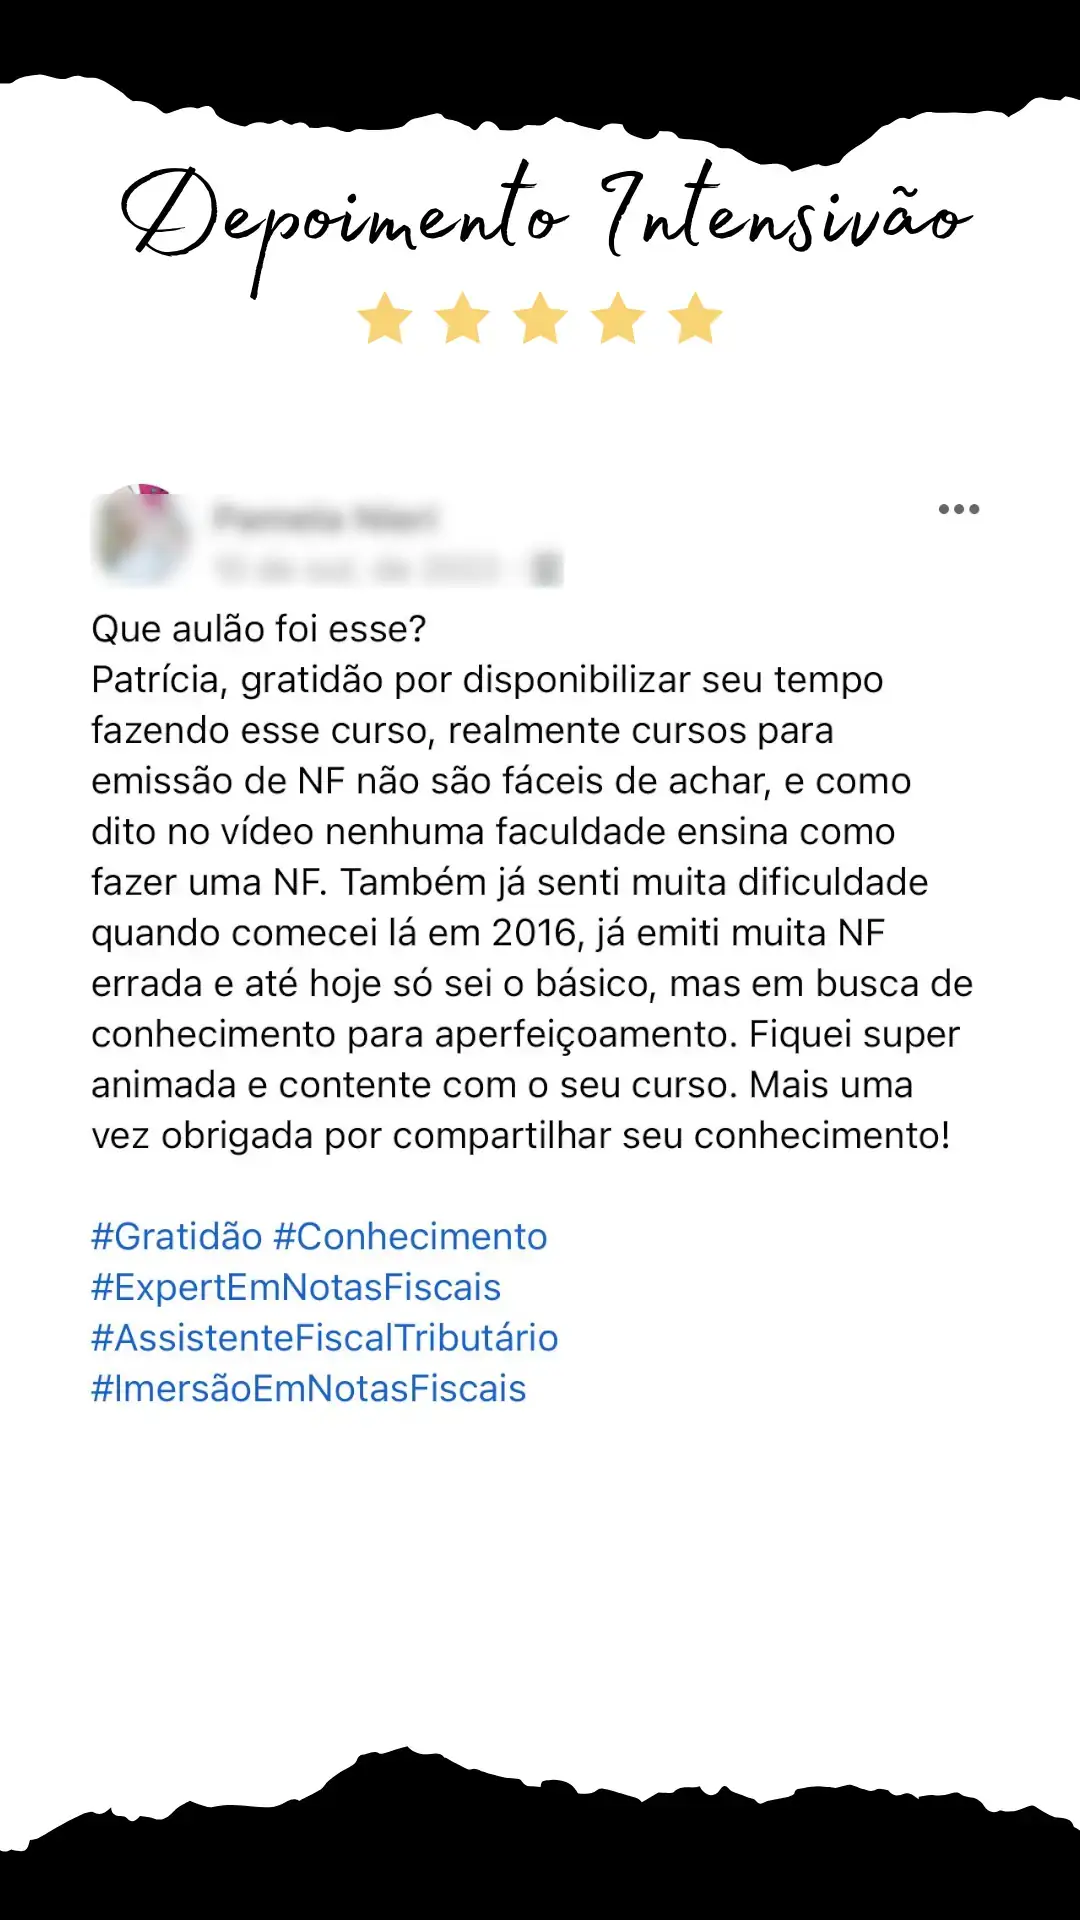 Depoimento Intensivão
Que aulão foi esse?
Patrícia, gratidão por disponibilizar seu tempo
fazendo esse curso, realmente cursos para
emissão de NF não são fáceis de achar, e como
dito no vídeo nenhuma faculdade ensina como
fazer uma NF. Também já senti muita dificuldade
quando comecei lá em 2016, já emiti muita NF
errada e até hoje só sei o básico, mas em busca de
conhecimento para aperfeiçoamento. Fiquei super
animada e contente com o seu curso. Mais uma
vez obrigada por compartilhar seu conhecimento!
#Gratidão #Conhecimento
#ExpertEmNotasFiscais
#AssistenteFiscalTributário
#ImersãoEmNotasFiscais